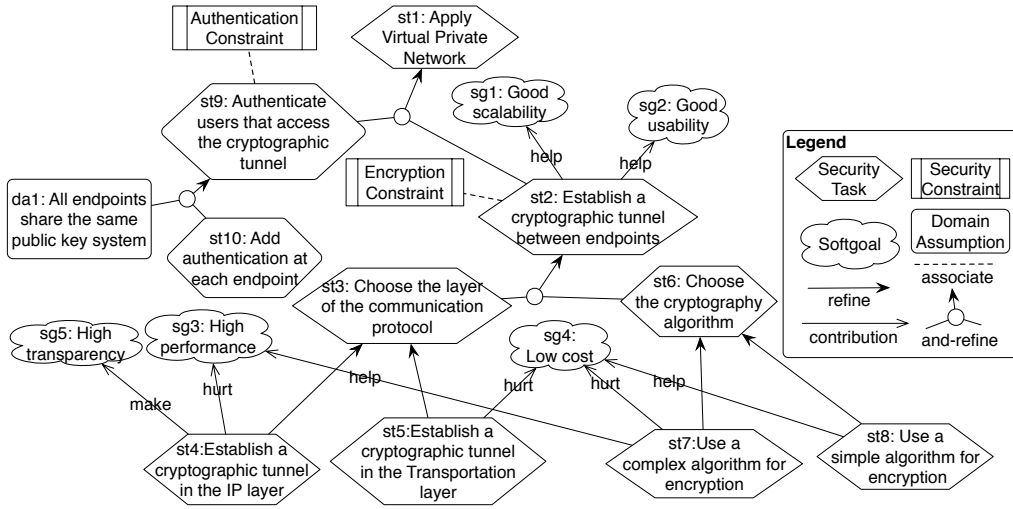 Authentication
Constraint
st1: Apply
Virtual Private
Network
st9: Authenticate
users that access
the cryptographic
tunnel
sg1: Good
scalability
sg2: Good
usability
help
help
Encryption
Constraint
st2: Establish a
cryptographic tunnel
between endpoints
da1: All endpoints
share the same
public key system
st10: Add
authentication at
each endpoint
st3: Choose the layer
of the communication
protocol
st6: Choose
the cryptography
algorithm
sg5: High
transparency
sg3: High
performance
sg4:
Low cost
make
hurt
help
hurt
hurt
help
st4:Establish a
cryptographic tunnel
in the IP layer
st5:Establish a
cryptographic tunnel
in the Transportation
layer
st7:Use a
complex algorithm for
encryption
st8: Use a
simple algorithm for
encryption
Legend
Security
Task
Security
Constraint
Softgoal
Domain
Assumption
refine
associate
contribution
and-refine